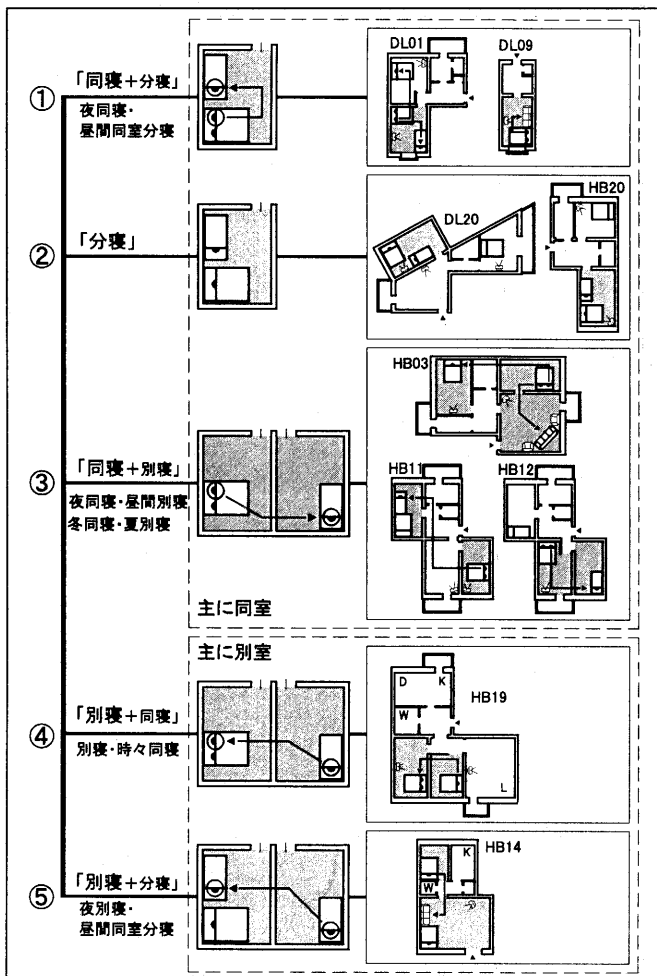 ①
「同寝+分寝」
夜同寝・
昼間同室分寝
DL01
DL09
②
「分寝」
DL20
HB20
③
「同寝+別寝」
夜同寝・昼間別寝
冬同寝・夏別寝
HB03
HB11
HB12
主に同室
主に別室
④
「別寝+同寝」
別寝・時々同寝
D
K
W
L
HB19
⑤
「別寝+分寝」
夜別寝・
昼間同室分寝
K
W
HB14